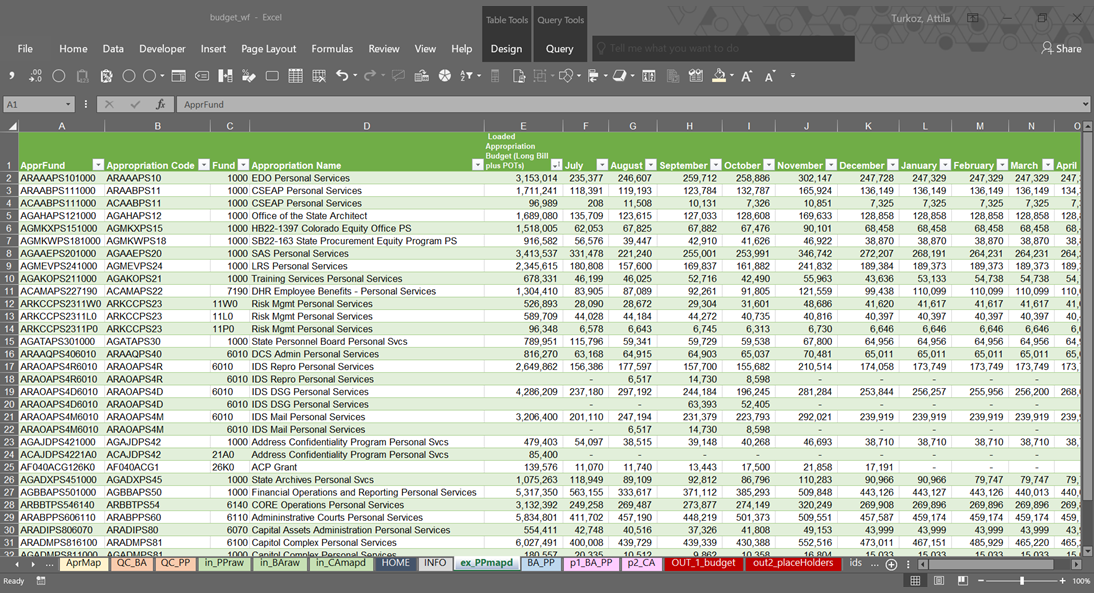 budget_wf - Excel
Table Tools Query Tools
Turkoz, Attila
File Home Data Developer Insert Page Layout Formulas Review View Help Design Query Tell me what you want to do Share
A1 fx ApprFund
A B C D E F G H I J K L M N O
Loaded
Appropriation
Budget (Long Bill
1 ApprFund Appropriation Code Fund Appropriation Name plus POTs) July August September October November December January February March April
2 ARAAAPS101000 ARAAAPS10 1000 EDO Personal Services 3,153,014 235,377 246,607 259,712 258,886 302,147 247,728 247,329 247,329 247,329 247,
3 ARAABPS111000 ARAABPS11 1000 CSEAP Personal Services 1,711,241 118,391 119,193 123,784 132,787 165,924 136,149 136,149 136,149 136,149 134,
4 ACAABPS111000 ACAABPS11 1000 CSEAP Personal Services 96,989 208 11,508 10,131 7,326 10,851 7,325 7,325 7,325 7,325 7,
5 AGAHAPS121000 AGAHAPS12 1000 Office of the State Architect 1,689,080 135,709 123,615 127,033 128,608 169,633 128,858 128,858 128,858 128,858 128,
6 AGMKXPS151000 ARMKXPS15 1000 HB22-1397 Colorado Equity Office PS 1,518,005 62,053 67,825 67,882 67,476 90,101 68,458 68,458 68,458 68,458 68,
7 AGMKWPS181000 AGMKWPS18 1000 SB22-163 State Procurement Equity Program PS 916,582 56,576 39,447 42,910 41,626 46,922 38,870 38,870 38,870 38,870 38,
8 AGAAEPS201000 AGAAEPS20 1000 SAS Personal Services 3,413,537 331,478 221,240 255,001 253,991 346,742 272,207 268,191 264,231 264,231 264,
9 AGMEVPS241000 AGMEVPS24 1000 LRS Personal Services 2,345,615 180,808 157,600 169,837 161,882 241,832 189,384 189,373 189,373 189,373 189,
10 AGAKOPS211000 AGAKOPS21 1000 Training Services Personal Services 678,331 46,199 46,025 52,716 42,490 55,963 43,636 53,133 54,738 54,738 54,
11 ACAMAPS227190 ACAMAPS22 7190 DHR Employee Benefits - Personal Services 1,304,410 83,905 87,089 92,261 91,805 121,559 99,438 110,099 110,099 110,099 110,
12 ARKCCPS2311W0 ARKCCPS23 11W0 Risk Mgmt Personal Services 526,893 28,090 28,672 29,304 31,601 48,686 41,620 41,617 41,617 41,617 41,
13 ARKCCPS2311L0 ARKCCPS23 11L0 Risk Mgmt Personal Services 589,709 44,028 44,184 44,272 40,735 40,816 40,397 40,397 40,397 40,397 40,
14 ARKCCPS2311P0 ARKCCPS23 11P0 Risk Mgmt Personal Services 96,348 6,578 6,643 6,745 6,313 6,730 6,646 6,646 6,646 6,646 6,
15 AGATAPS301000 AGATAPS30 1000 State Personnel Board Personal Svcs 789,951 115,796 59,341 59,729 59,538 67,800 64,956 64,956 64,956 64,956 64,
16 ARAAQPS406010 ARAAQPS40 6010 DCS Admin Personal Services 816,270 63,168 64,915 64,903 65,037 70,481 65,011 65,011 65,011 65,011 65,
17 ARAOAPS4R6010 ARAOAPS4R 6010 IDS Repro Personal Services 2,649,862 156,386 177,597 157,700 155,682 210,514 174,058 173,749 173,749 173,749 173,
18 ARAOAPS4R6010 ARAOAPS4R 6010 IDS Repro Personal Services - 6,517 14,730 8,598 - - - - -
19 ARAOAPS4D6010 ARAOAPS4D 6010 IDS DSG Personal Services 4,286,209 237,180 297,192 244,184 196,245 281,284 253,844 256,257 255,956 256,200 268,
20 ARAOAPS4D6010 ARAOAPS4D 6010 IDS DSG Personal Services - - 63,393 52,405 - - - - -
21 ARAOAPS4M6010 ARAOAPS4M 6010 IDS Mail Personal Services 3,206,400 201,110 247,194 231,379 223,793 292,021 239,919 239,919 239,919 239,919 239,
22 ARAOAPS4M6010 ARAOAPS4M 6010 IDS Mail Personal Services - 6,517 14,730 8,598 - - - - -
23 AGAJDPS421000 AGAJDPS42 1000 Address Confidentiality Program Personal Svcs 479,403 54,097 38,515 39,148 40,268 46,693 38,710 38,710 38,710 38,710 38,
24 ACAJDPS4221A0 ACAJDPS42 21A0 Address Confidentiality Program Personal Svcs 85,400 - - - - - - - - -
25 AF040ACG126K0 AF040ACG1 26K0 ACP Grant 139,576 11,070 11,740 13,443 17,500 21,858 17,191 - - -
26 AGADXPS451000 AGADXPS45 1000 State Archives Personal Svcs 1,075,263 118,949 89,109 92,812 86,796 110,283 90,966 90,966 79,747 79,747 79,
27 AGBBAPS501000 AGBBAPS50 1000 Financial Operations and Reporting Personal Services 5,317,350 563,155 333,617 371,112 385,293 509,848 443,126 443,127 443,126 440,013 440,
28 ARBBTPS546140 ARBBTPS54 6140 CORE Operations Personal Services 3,132,392 249,258 269,487 273,877 274,149 320,249 269,908 269,896 269,896 269,896 269,
29 ARABPPS606110 ARABPPS60 6110 Administrative Courts Personal Services 5,834,801 411,702 457,190 448,219 501,373 509,551 457,587 459,174 459,174 459,174 459,
30 ARADIPS806070 ARADIPS80 6070 Capital Assets Administration Personal Services 554,411 42,748 40,516 37,326 41,808 49,153 43,999 43,999 43,999 43,999 43,
31 ARADMPS816100 ARADMPS81 6100 Capitol Complex Personal Services 6,027,491 400,008 439,729 439,339 430,388 552,516 473,011 467,151 485,929 465,220 465,
32 AGADMPS811000 AGADMPS81 1000 Capitol Complex Personal Services 180,557 20,335 10,512 9,862 10,358 16,804 15,033 15,033 15,033 15,033 15,
... AprMap QC_BA QC_PP in_PPraw in_BAraw in_CAmapd HOME INFO ex_PPmapd BA_PP p1_BA_PP p2_CA OUT_1_budget out2_placeHolders ids ...
Ready 100%